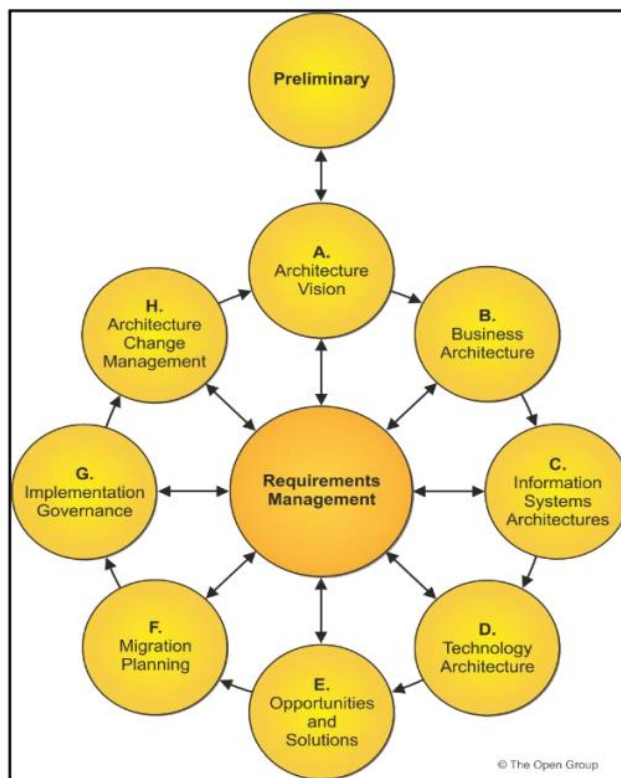 Preliminary
A.
Architecture
Vision
B.
Business
Architecture
C.
Information
Systems
Architectures
D.
Technology
Architecture
E.
Opportunities
and
Solutions
F.
Migration
Planning
G.
Implementation
Governance
H.
Architecture
Change
Management
Requirements
Management
© The Open Group